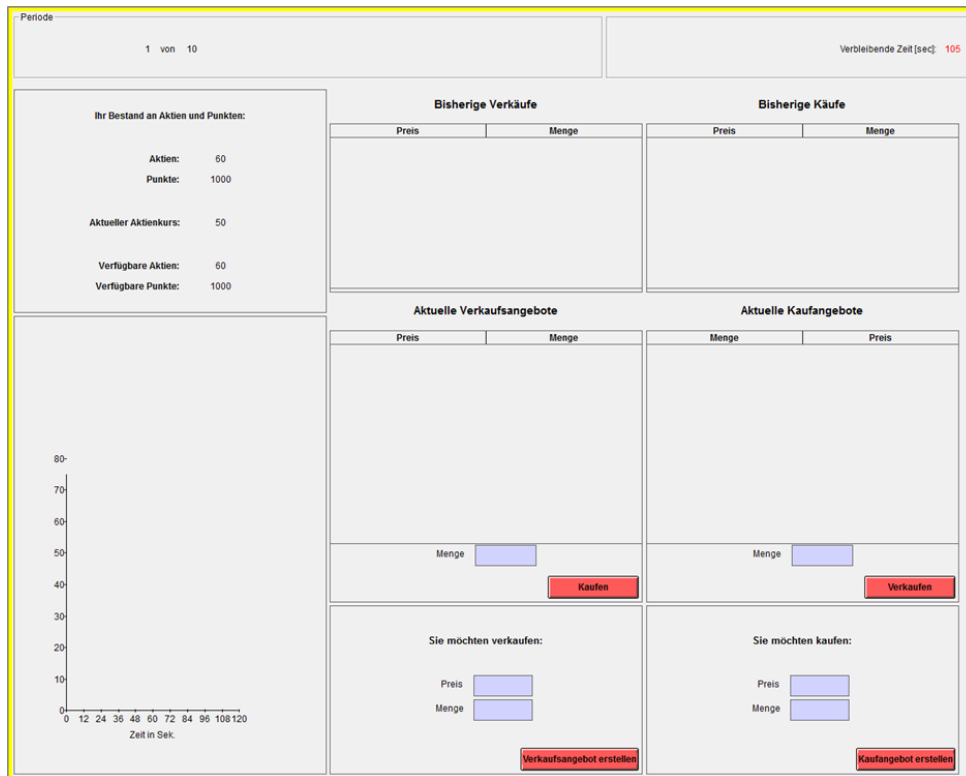 Periode
1 von 10
Verbleibende Zeit [sec]: 105
Ihr Bestand an Aktien und Punkten:
Aktien: 60
Punkte: 1000
Aktueller Aktienkurs: 50
Verfügbare Aktien: 60
Verfügbare Punkte: 1000
Bisherige Verkäufe
Preis Menge
Bisherige Käufe
Preis Menge
Aktuelle Verkaufsangebote
Preis Menge
Aktuelle Kaufangebote
Menge Preis
80
70
60
50
40
30
20
10
0
0 12 24 36 48 60 72 84 96 108 120
Zeit in Sek.
Menge
Kaufen
Menge
Verkaufen
Sie möchten verkaufen:
Preis
Menge
Verkaufsangebot erstellen
Sie möchten kaufen:
Preis
Menge
Kaufangebot erstellen